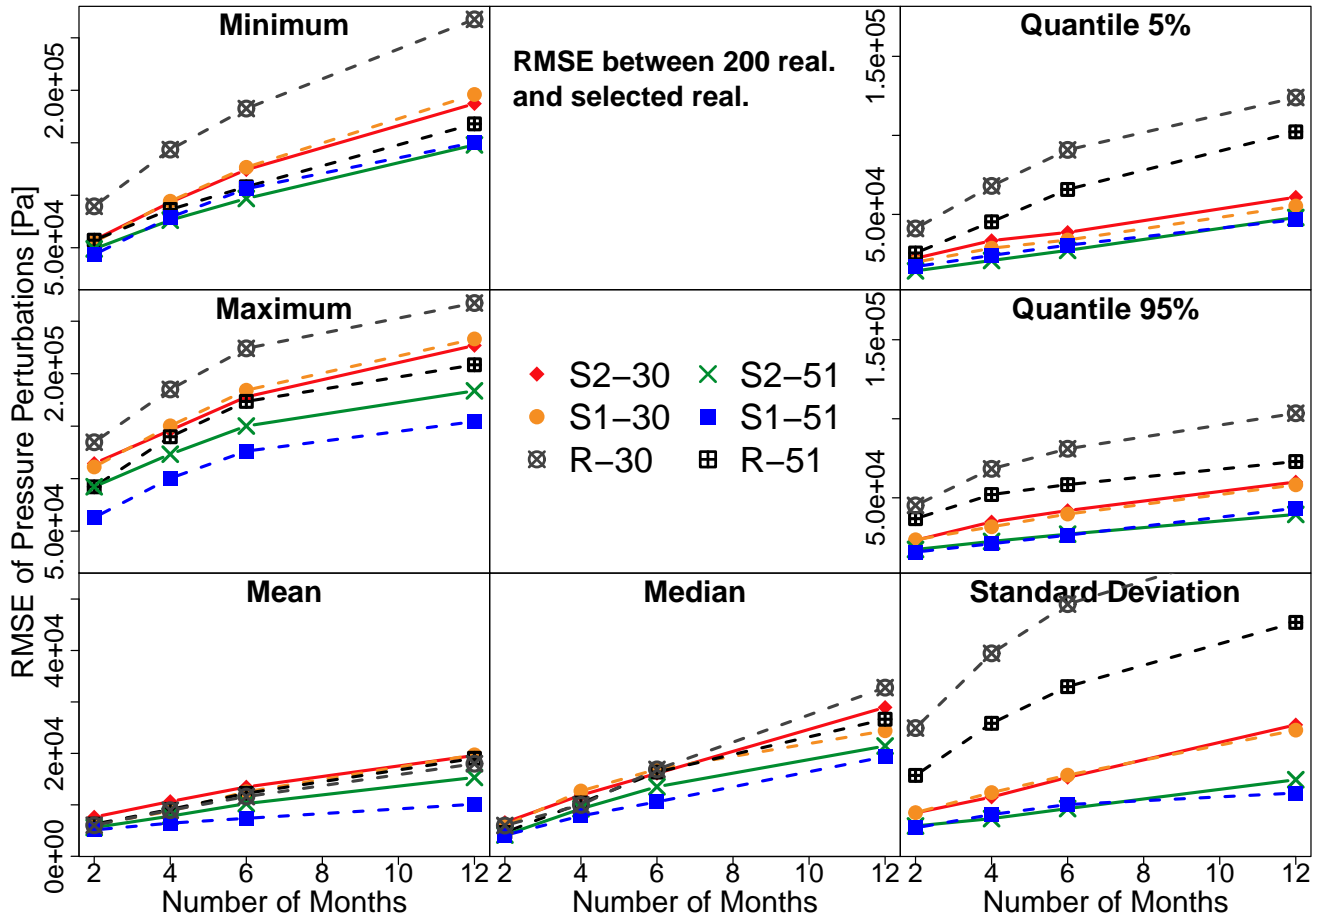 Minimum
RMSE between 200 real.
and selected real.
Quantile 5%
5.0e+04
2.0e+05
5.0e+04
1.5e+05
Maximum
Quantile 95%
5.0e+04
2.0e+05
5.0e+04
1.5e+05
S2−30
S2−51
S1−30
S1−51
R−30
R−51
RMSE of Pressure Perturbations [Pa]
Mean
Median
Standard Deviation
0e+00
2e+04
4e+04
2 4 6 8 10 12
2 4 6 8 10 12
2 4 6 8 10 12
Number of Months
Number of Months
Number of Months